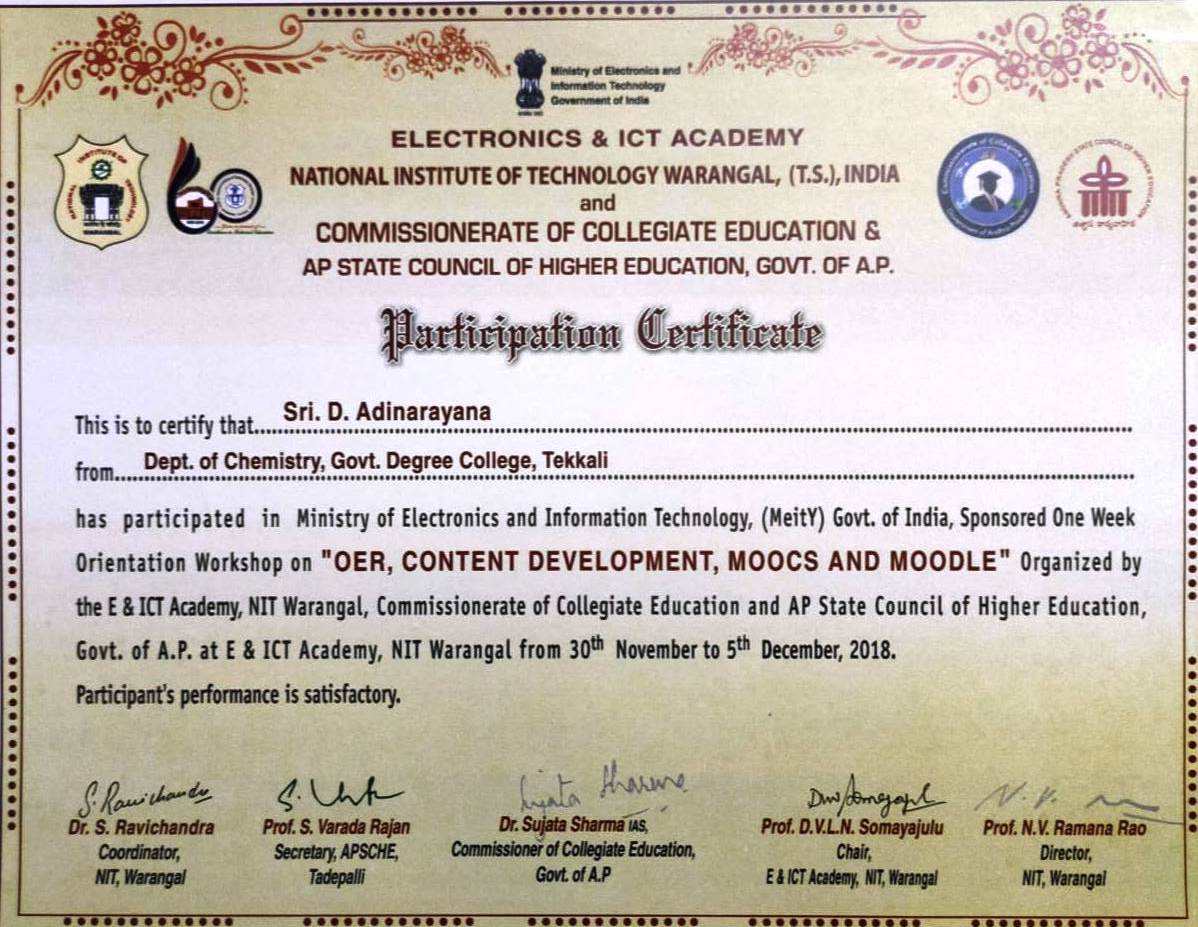 Ministry of Electronics and
Information Technology
Government of India
ELECTRONICS & ICT ACADEMY
NATIONAL INSTITUTE OF TECHNOLOGY WARANGAL, (T.S.), INDIA
and
COMMISSIONERATE OF COLLEGIATE EDUCATION &
AP STATE COUNCIL OF HIGHER EDUCATION, GOVT. OF A.P.
Participation Certificate
This is to certify that....Sri. D. Adinarayana
from....Dept. of Chemistry, Govt. Degree College, Tekkali
has participated in Ministry of Electronics and Information Technology, (MeitY) Govt. of India, Sponsored One Week
Orientation Workshop on "OER, CONTENT DEVELOPMENT, MOOCS AND MOODLE" Organized by
the E & ICT Academy, NIT Warangal, Commissionerate of Collegiate Education and AP State Council of Higher Education,
Govt. of A.P. at E & ICT Academy, NIT Warangal from 30th November to 5th December, 2018.
Participant's performance is satisfactory.
S. Ravichandra
Sujata Sharma
Dr. S. Ravichandra
Prof. S. Varada Rajan
Dr. Sujata Sharma IAS,
Prof. D.V.L.N. Somayajulu
Prof. N.V. Ramana Rao
Coordinator,
Secretary, APSCHE,
Commissioner of Collegiate Education,
Chair,
Director,
NIT, Warangal
Tadepalli
Govt. of A.P
E & ICT Academy, NIT, Warangal
NIT, Warangal